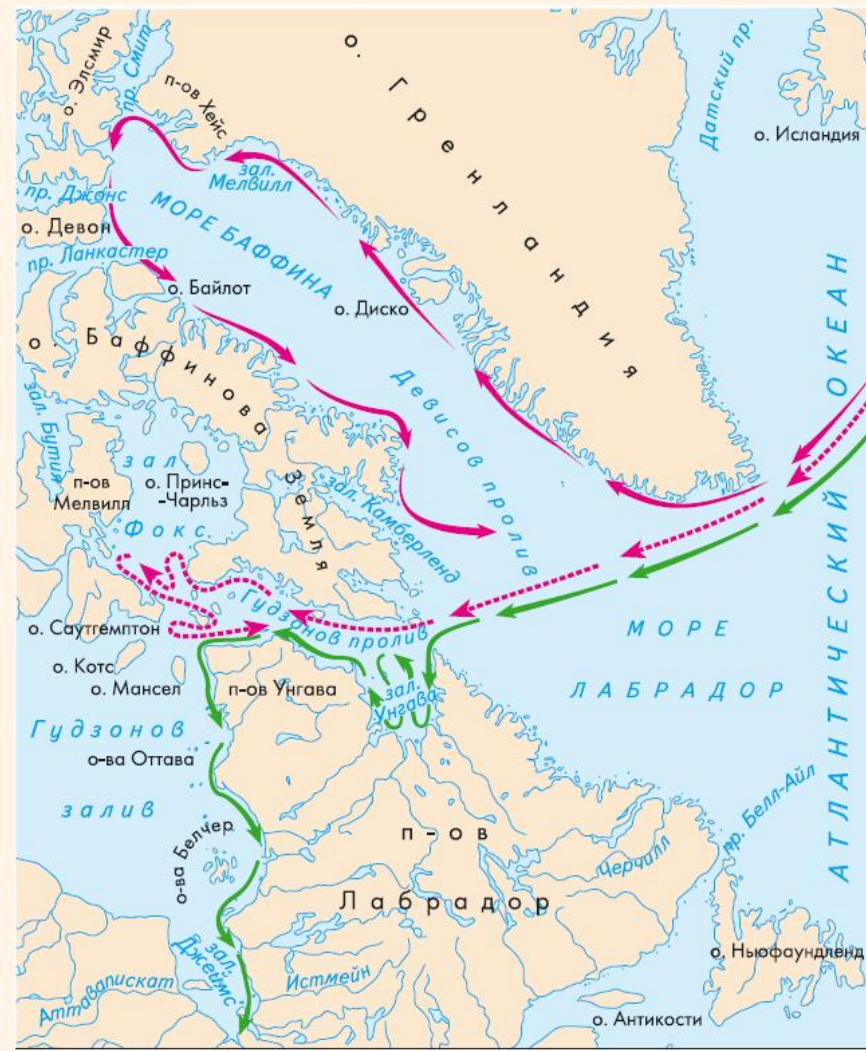 о. Элсмир
пр. Смит
п-ов Хейс
о. Гренландия
Датский пр.
о. Исландия
зал.
Мелвилл
пр. Джонс
о. Девон
МОРЕ БАФФИНА
пр. Ланкастер
о. Байлот
о. Диско
о. Баффинова
Земля
Девисов пролив
АТЛАНТИЧЕСКИЙ ОКЕАН
зал. Бутия
зал
Фокс.
п-ов
Мелвилл
о. Принс-
-Чарльз
зал. Камберленд
Гудзонов пролив
о. Саутгемптон
о. Котс
о. Мансел
п-ов Унгава
зал.
Унгава
МОРЕ
ЛАБРАДОР
Гудзонов
залив
о-ва Оттава
о-ва Белчер
п-ов
Лабрадор
Черчилл
пр. Белл-Айл
зал.
Джеймс
Истмейн
Аттавапискат
о. Ньюфаундленд
о. Антикости